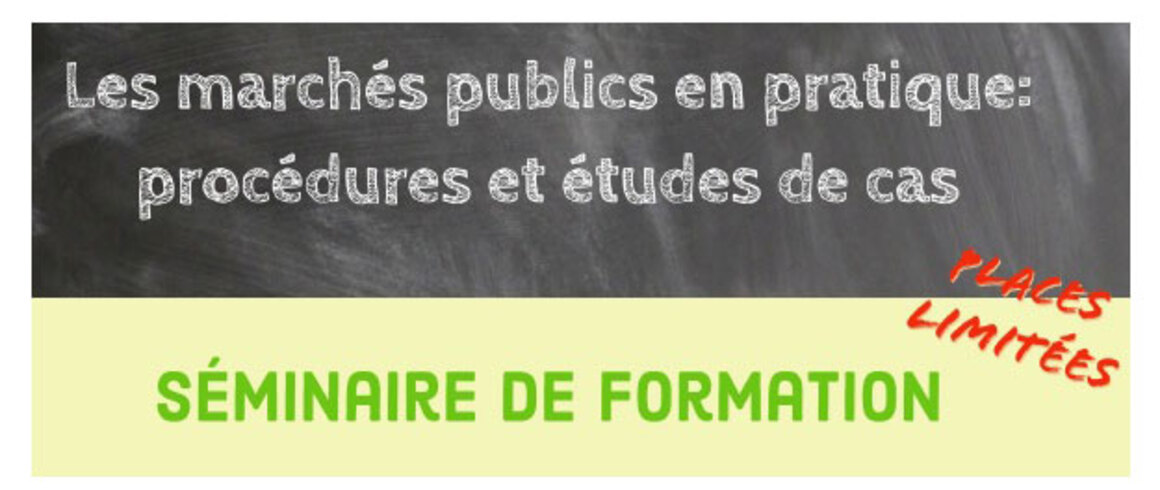 Les marchés publics en pratique:
procédures et études de cas
PLACES
LIMITÉES
SÉMINAIRE DE FORMATION